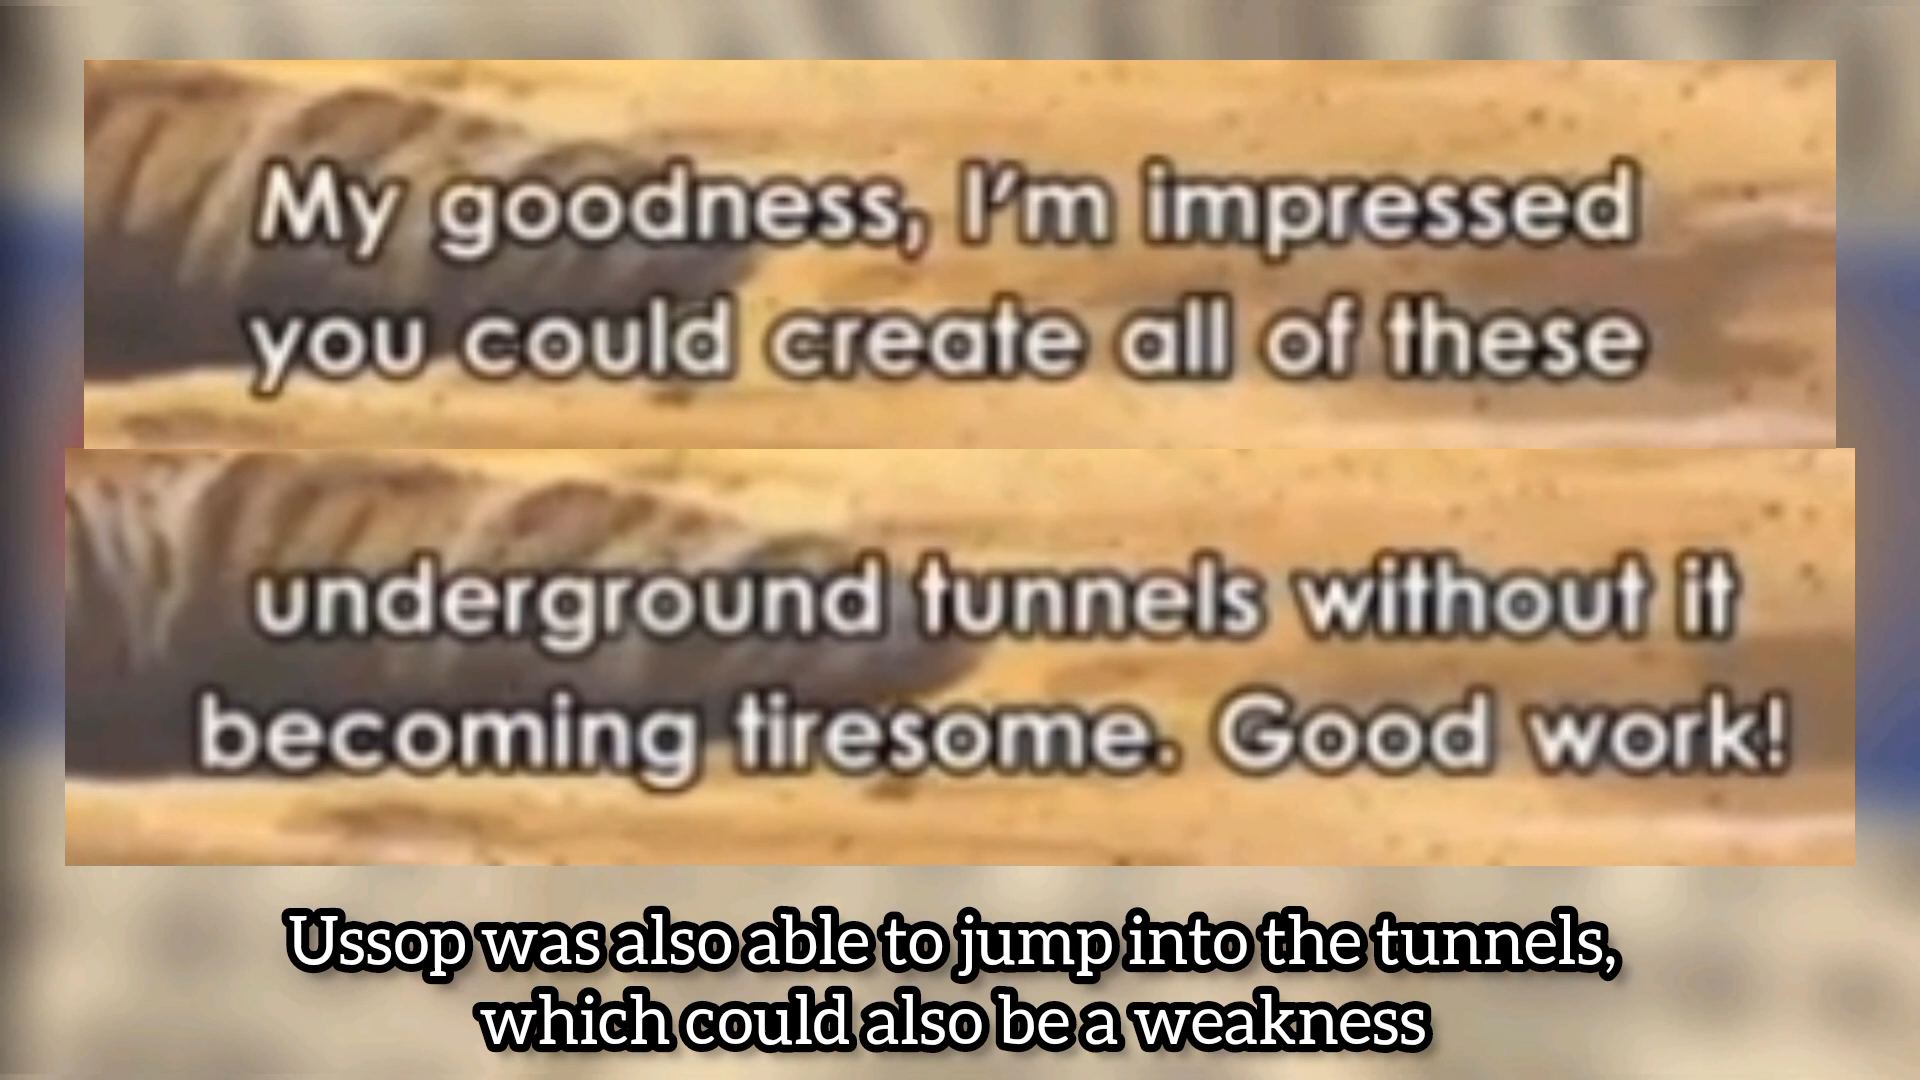 My goodness, I'm impressed
you could create all of these
underground tunnels without it
becoming tiresome. Good work!
Ussop was also able to jump into the tunnels,
which could also be a weakness